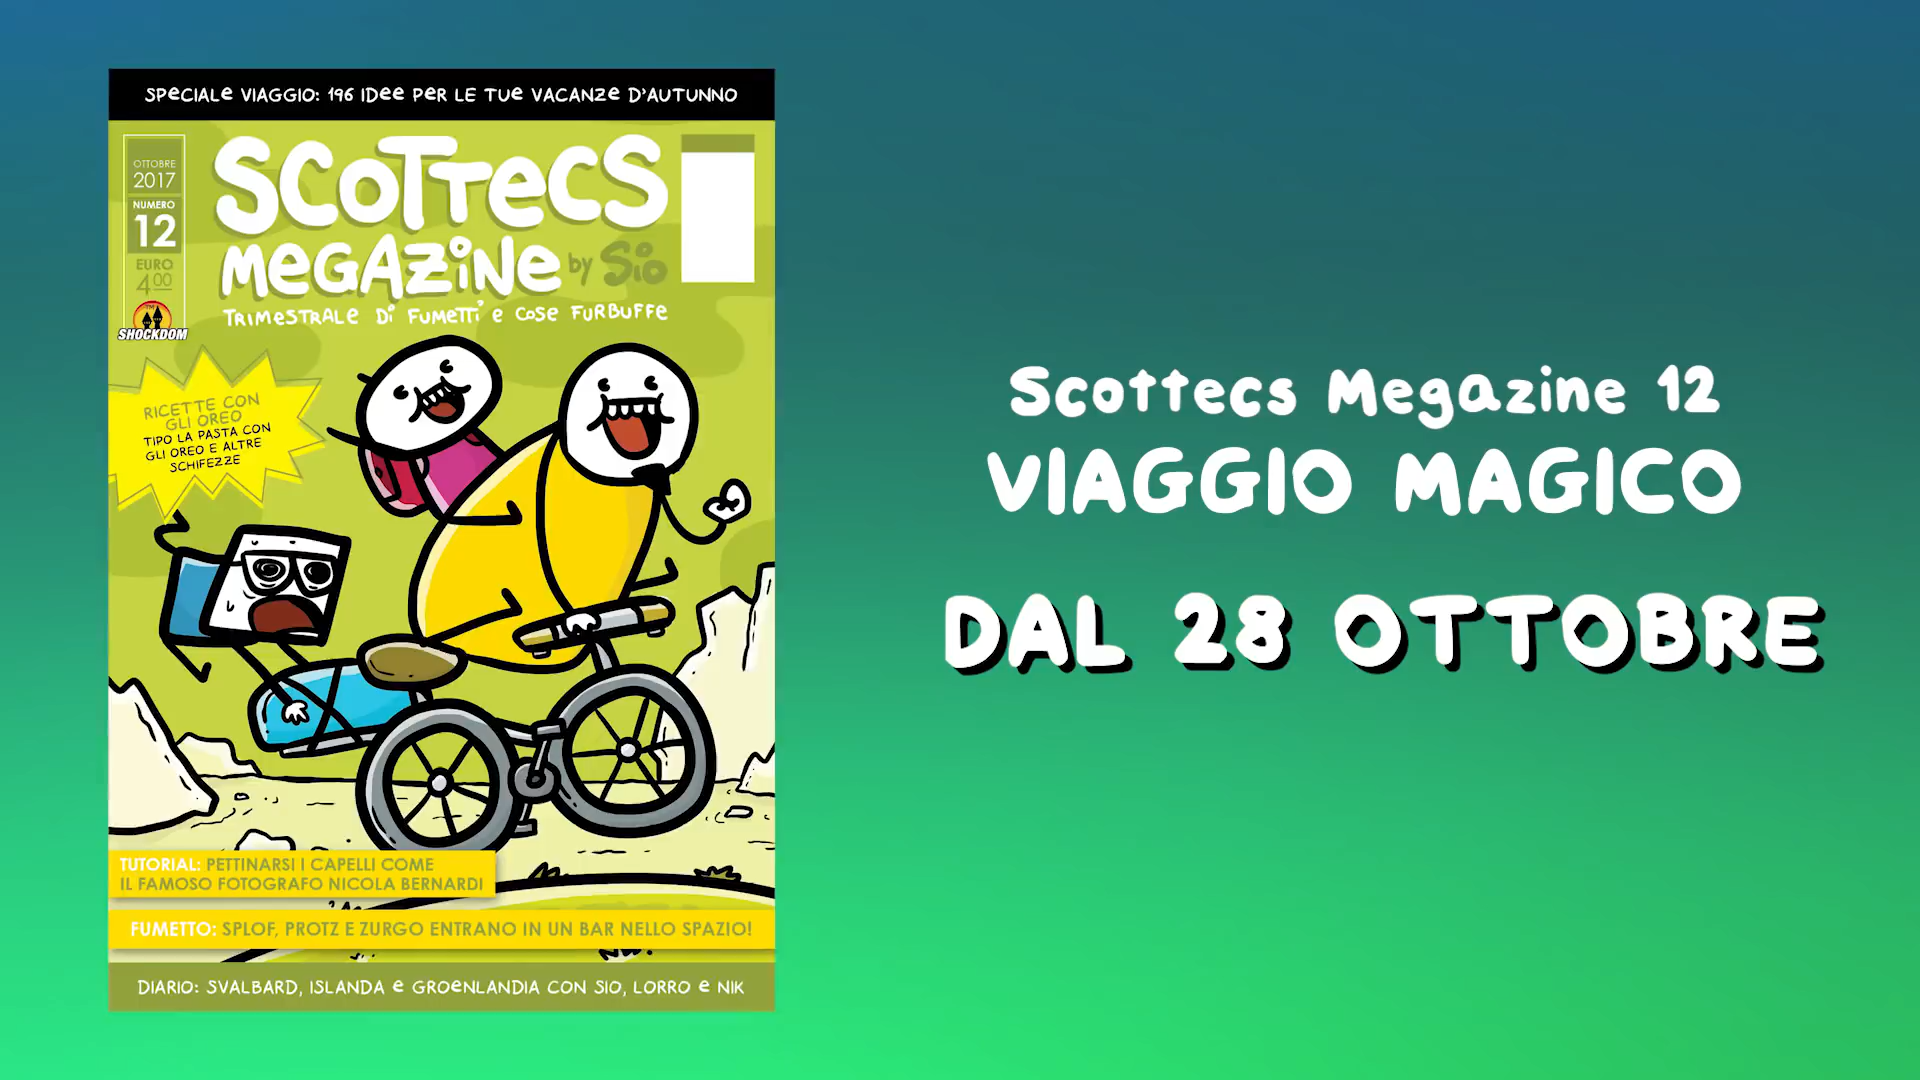 SPeCIALe VIAGGIO: 196 IDee PeR LE TUe VACANZe D'AUTUNNO
OTTOBRE
2017
NUMERO
12
EURO
4.00
TM
SHOCKDOM
SCoTTecS
MeGAZiNe by Sio
TRiMeSTRALe Di FUMeTTi e CoSe FURBUFFe
RICETTE CON
GLI OREO
TIPO LA PASTA CON
GLI OREO E ALTRE
SCHIFEZZE
TUTORIAL: PETTINARSI I CAPELLI COME
IL FAMOSO FOTOGRAFO NICOLA BERNARDI
FUMETTO: SPLOF, PROTZ E ZURGO ENTRANO IN UN BAR NELLO SPAZIO!
DIARIO: SVALBARD, ISLANDA e GROeNLANDIA CON SIO, LORRO e NIK
Scottecs Megazine 12
VIAGGIO MAGICO
DAL 28 OTTOBRE